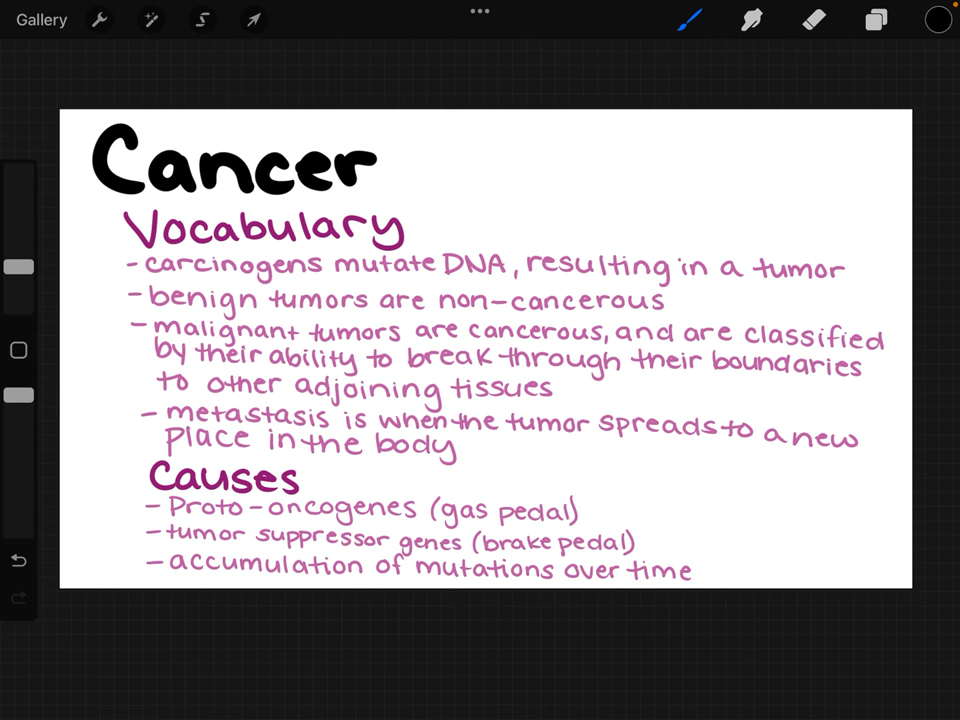 Gallery
Cancer
Vocabulary
- carcinogens mutate DNA, resulting in a tumor
- benign tumors are non-cancerous
- malignant tumors are cancerous, and are classified
by their ability to break through their boundaries
to other adjoining tissues
- metastasis is when the tumor spreads to a new
place in the body
Causes
- Proto-oncogenes (gas pedal)
- tumor suppressor genes (brake pedal)
- accumulation of mutations over time